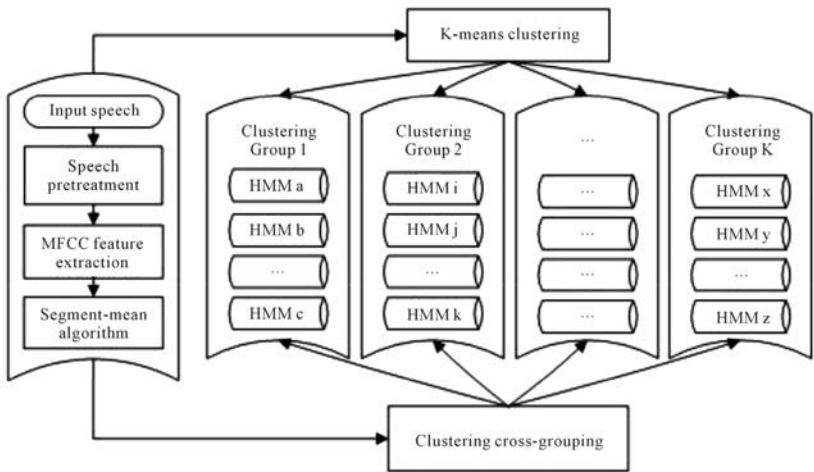 K-means clustering
Input speech
Speech
pretreatment
MFCC feature
extraction
Segment-mean
algorithm
Clustering
Group 1
HMM a
HMM b
...
HMM c
Clustering
Group 2
HMM i
HMM j
...
HMM k
...
...
...
...
...
Clustering
Group K
HMM x
HMM y
...
HMM z
Clustering cross-grouping